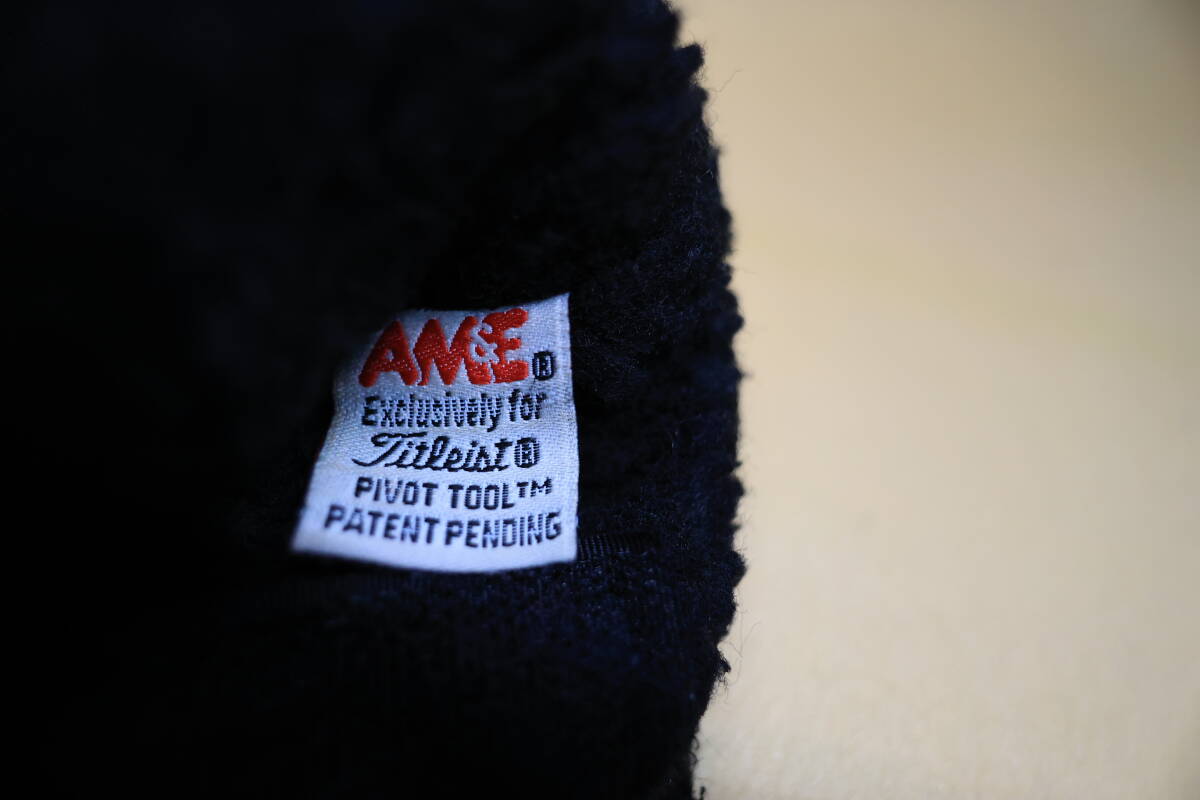 AM&E®
Exclusively for
Titleist®
PIVOT TOOL™
PATENT PENDING